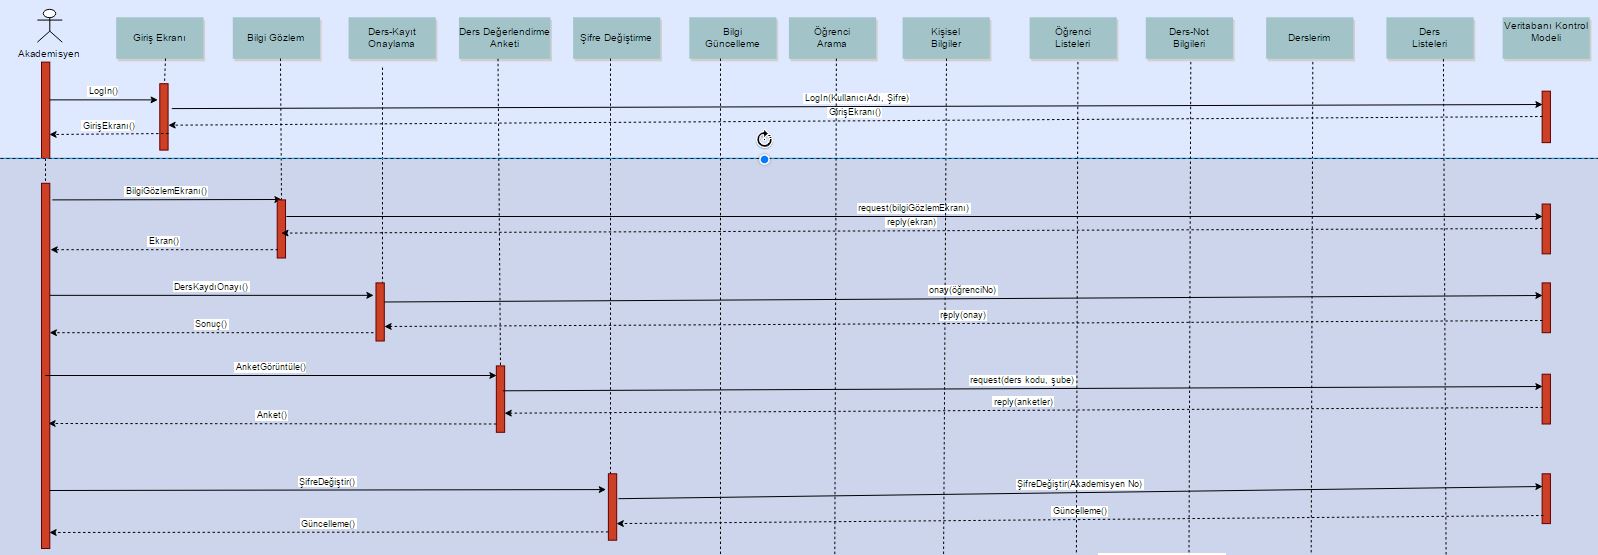 Akademisyen
Giriş Ekranı
Bilgi Gözlem
Ders-Kayıt
Onaylama
Ders Değerlendirme
Anketi
Şifre Değiştirme
Bilgi
Güncelleme
Öğrenci
Arama
Kişisel
Bilgiler
Öğrenci
Listeleri
Ders-Not
Bilgileri
Derslerim
Ders
Listeleri
Veritabanı Kontrol
Modeli
LogIn()
LogIn(KullanıcıAdı, Şifre)
GirişEkranı()
GirişEkranı()
BilgiGözlemEkranı()
request(bilgiGözlemEkranı)
reply(ekran)
Ekran()
DersKaydıOnayı()
onay(öğrenciNo)
reply(onay)
Sonuç()
AnketGörüntüle()
request(ders kodu, şube)
reply(anketler)
Anket()
ŞifreDeğiştir()
ŞifreDeğiştir(Akademisyen No)
Güncelleme()
Güncelleme()